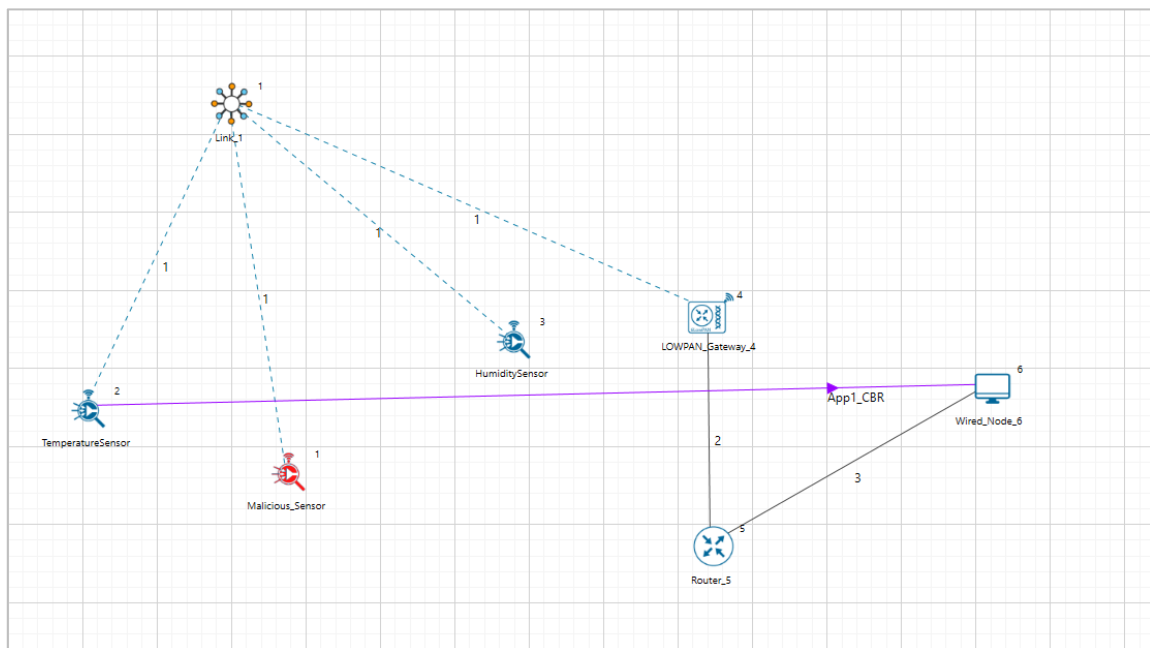 1
Link_1
1
1
1
1
4
LOWPAN_Gateway_4
3
HumiditySensor
6
Wired_Node_6
App1_CBR
2
TemperatureSensor
2
1
Malicious_Sensor
3
5
Router_5